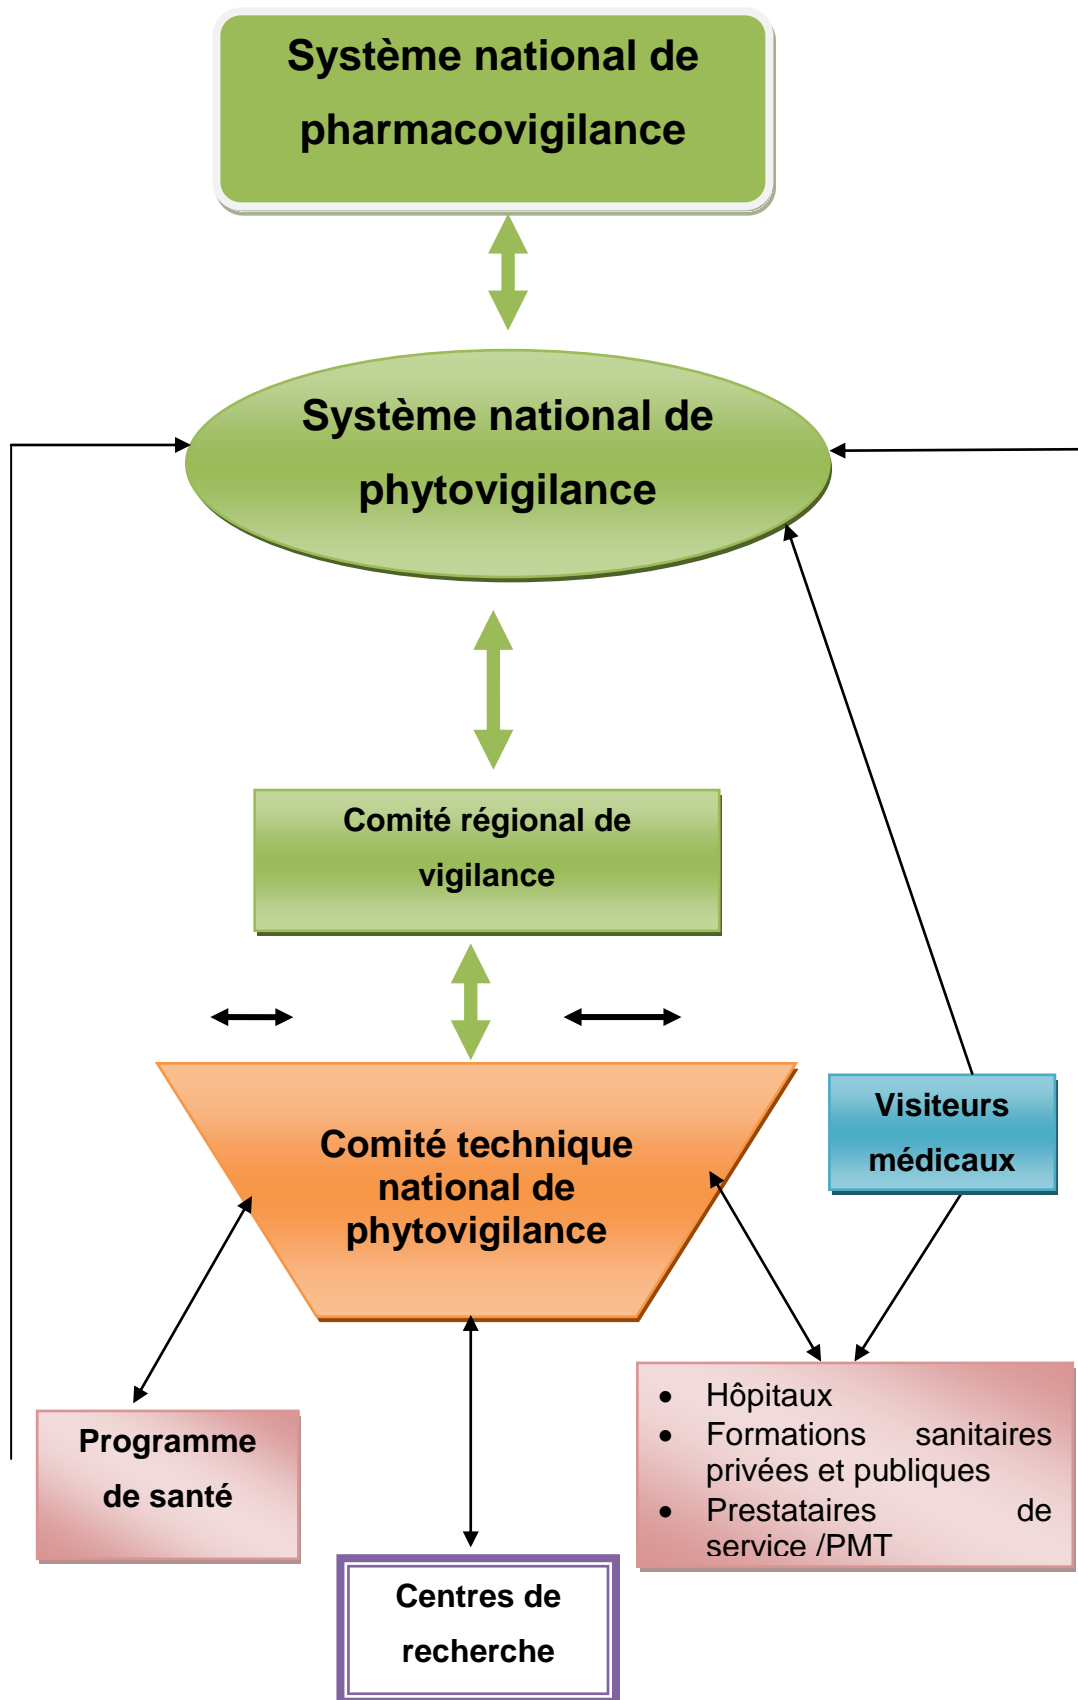 Système national de
pharmacovigilance
Système national de
phytovigilance
Comité régional de
vigilance
Comité technique
national de
phytovigilance
Visiteurs
médicaux
Programme
de santé
• Hôpitaux
• Formations sanitaires
privées et publiques
• Prestataires de
service /PMT
Centres de
recherche